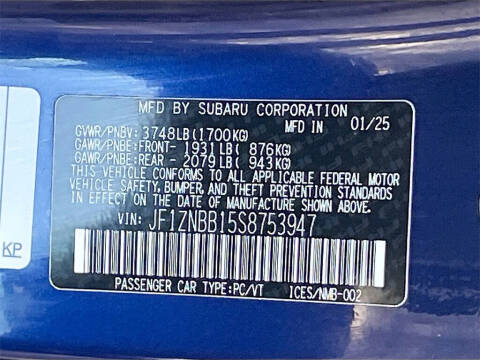 MFD BY SUBARU CORPORATION 01/25
GVWR/PNBV: 3748LB(1700KG)
GAWR/PNBE:FRONT- 1931LB( 876KG)
GAWR/PNBE:REAR - 2079LB( 943KG)
THIS VEHICLE CONFORMS TO ALL APPLICABLE FEDERAL MOTOR
VEHICLE SAFETY, BUMPER, AND THEFT PREVENTION STANDARDS
IN EFFECT ON THE DATE OF MANUFACTURE SHOWN ABOVE.
VIN: JF1ZNBB15S8753947
PASSENGER CAR TYPE:PC/VT ICES/NMB-002
KP